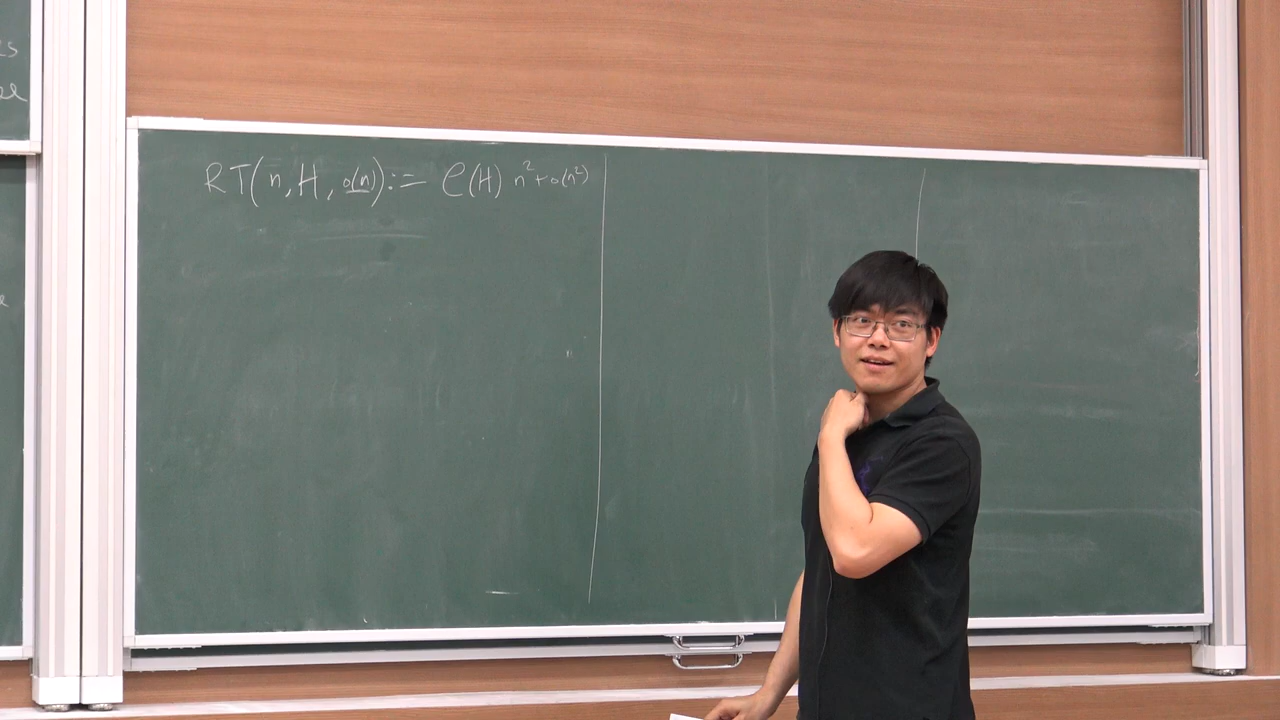 RT(n, H, o(n)) := ϱ(H) n² + o(n²)